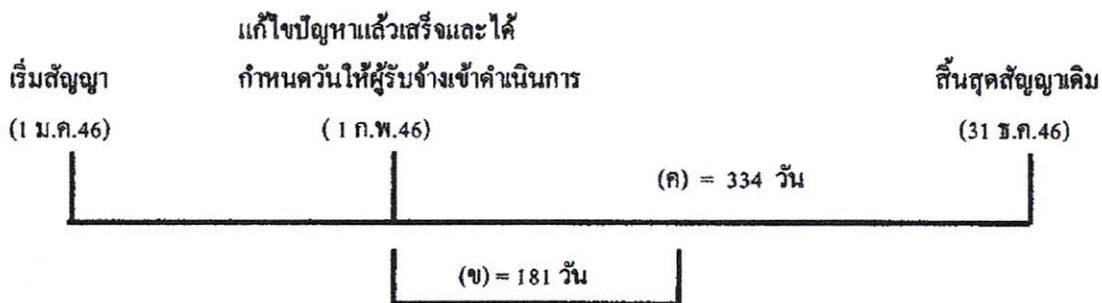 แก้ไขปัญหาแล้วเสร็จและได้
เริ่มสัญญา กำหนดวันให้ผู้รับจ้างเข้าดำเนินการ สิ้นสุดสัญญาเดิม
(1 ม.ค.46) ( 1 ก.พ.46) (31 ธ.ค.46)
(ค) = 334 วัน
(ข) = 181 วัน